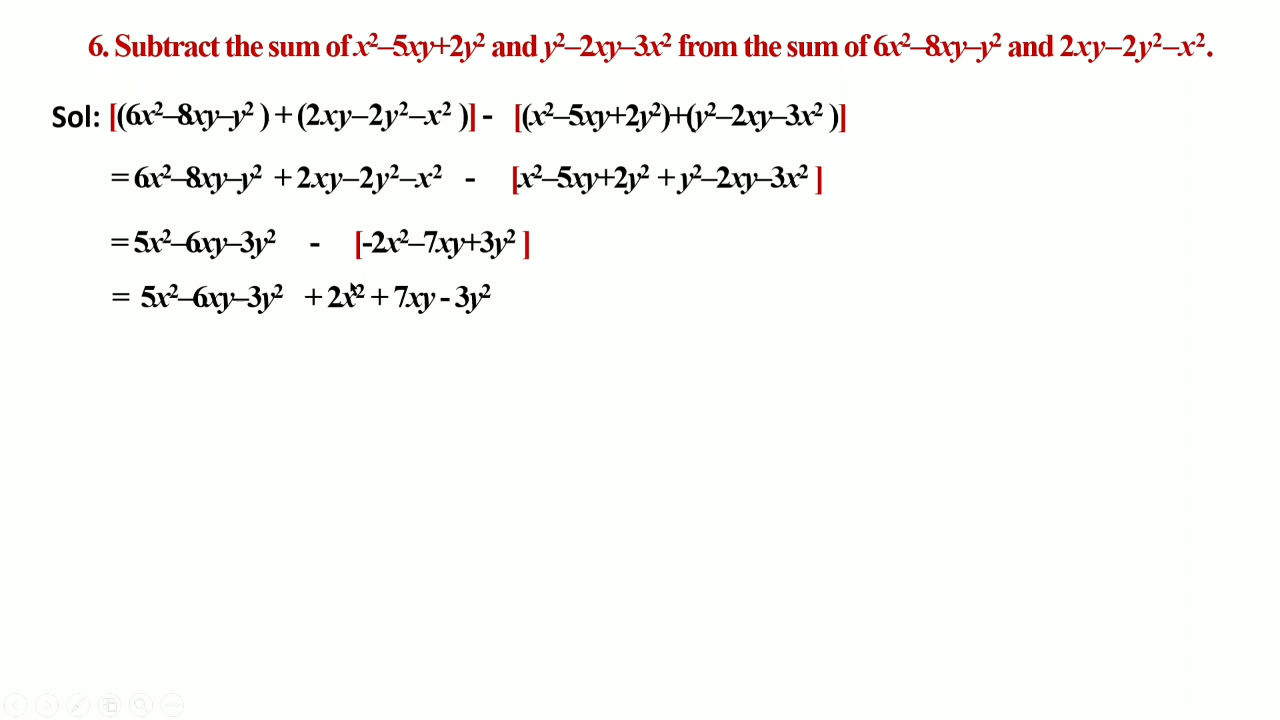 6. Subtract the sum of x²–5xy+2y² and y²–2xy–3x² from the sum of 6x²–8xy–y² and 2xy–2y²–x².
Sol: [(6x²–8xy–y² ) + (2xy–2y²–x² )] - [(x²–5xy+2y²)+(y²–2xy–3x² )]
= 6x²–8xy–y² + 2xy–2y²–x² - [x²–5xy+2y² + y²–2xy–3x² ]
= 5x²–6xy–3y² - [-2x²–7xy+3y² ]
= 5x²–6xy–3y² + 2x² + 7xy - 3y²